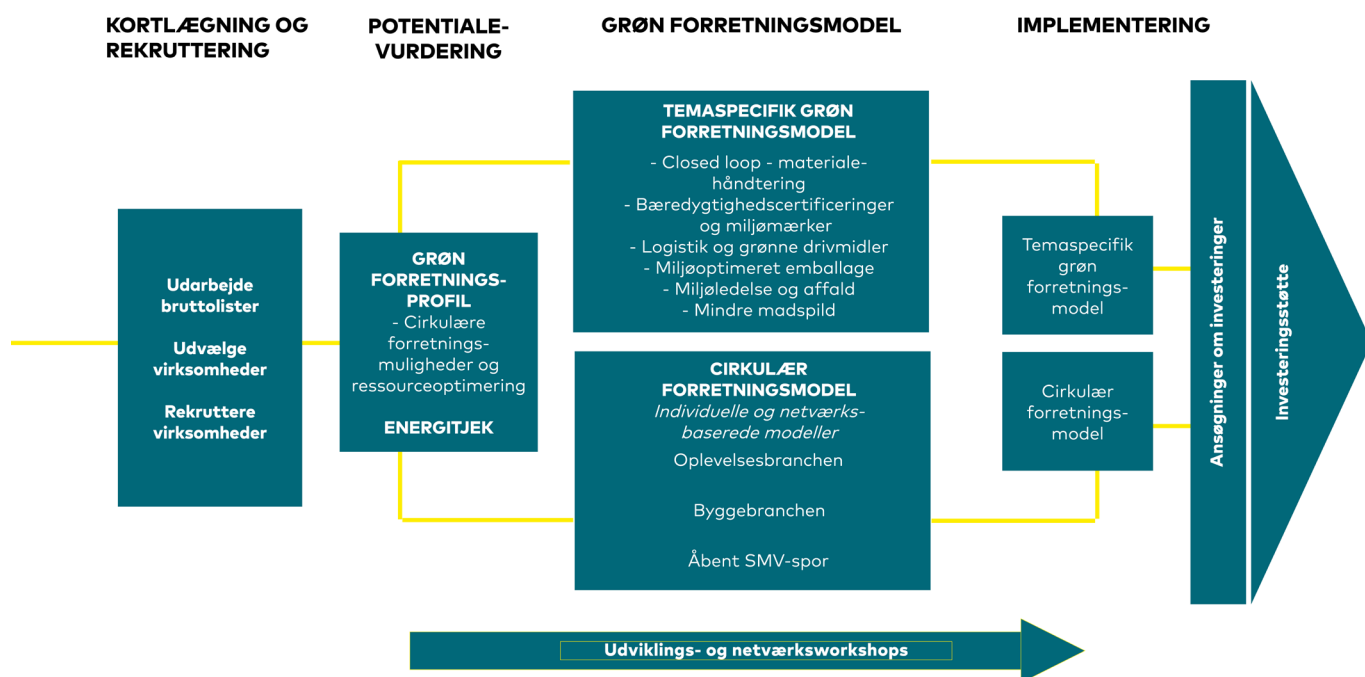 KORTLÆGNING OG
REKRUTTERING
POTENTIALE-
VURDERING
GRØN FORRETNINGSMODEL
IMPLEMENTERING
Udarbejde
bruttolister
Udvælge
virksomheder
Rekruttere
virksomheder
GRØN
FORRETNINGS-
PROFIL
- Cirkulære
forretnings-
muligheder og
ressourceoptimering
ENERGITJEK
TEMASPECIFIK GRØN
FORRETNINGSMODEL
- Closed loop - materiale-
håndtering
- Bæredygtighedscertificeringer
og miljømærker
- Logistik og grønne drivmidler
- Miljøoptimeret emballage
- Miljøledelse og affald
- Mindre madspild
CIRKULÆR
FORRETNINGSMODEL
Individuelle og netværks-
baserede modeller
Oplevelsesbranchen
Byggebranchen
Åbent SMV-spor
Temaspecifik
grøn
forretnings-
model
Cirkulær
forretnings-
model
Ansøgninger om investeringer
Investeringsstøtte
Udviklings- og netværksworkshops